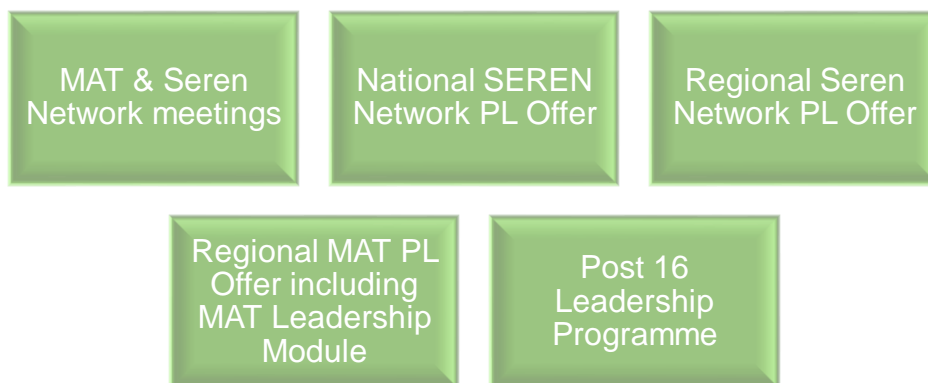 MAT & Seren
Network meetings
National SEREN
Network PL Offer
Regional Seren
Network PL Offer
Regional MAT PL
Offer including
MAT Leadership
Module
Post 16
Leadership
Programme